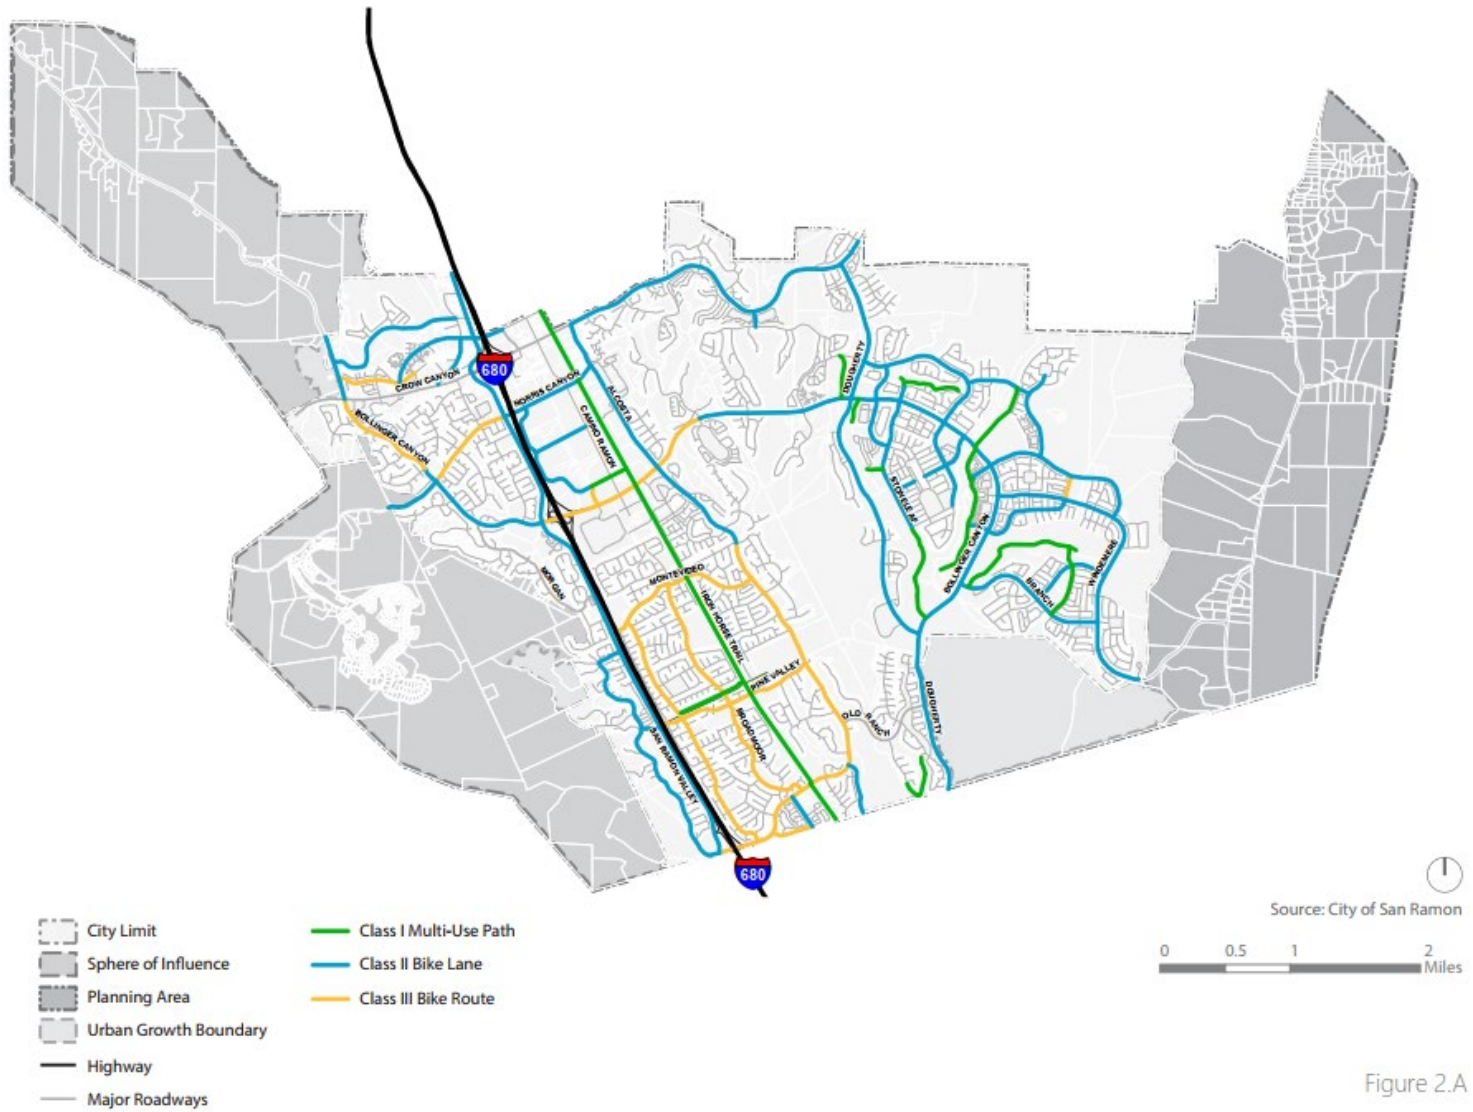 680
CROW CANYON
NORRIS CANYON
ALCOSTA
CAMINO RAMON
BOLLINGER CANYON
DOUGHERTY
STONELEAF
BOLLINGER CANYON
WINDEMERE
BRANCH
MORGAN
MONTEVIDEO
IRON HORSE TRAIL
PINE VALLEY
BROADMOOR
OLD RANCH
DOUGHERTY
SAN RAMON VALLEY
680
City Limit
Sphere of Influence
Planning Area
Urban Growth Boundary
Highway
Major Roadways
Class I Multi-Use Path
Class II Bike Lane
Class III Bike Route
Source: City of San Ramon
0 0.5 1 2
Miles
Figure 2.A